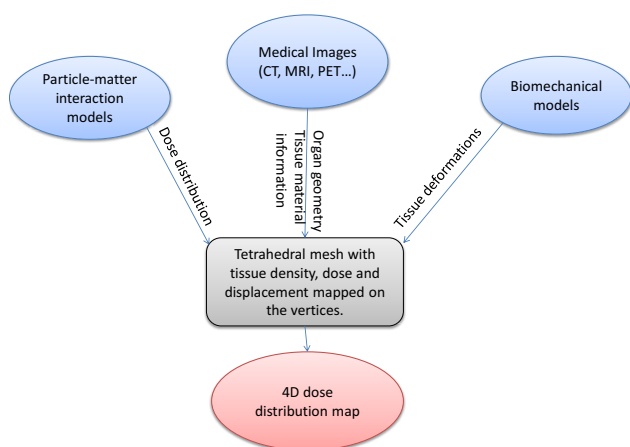 Medical Images
(CT, MRI, PET...)
Particle-matter
interaction
models
Biomechanical
models
Dose distribution
Organ geometry
Tissue material
information
Tissue deformations
Tetrahedral mesh with
tissue density, dose and
displacement mapped on
the vertices.
4D dose
distribution map